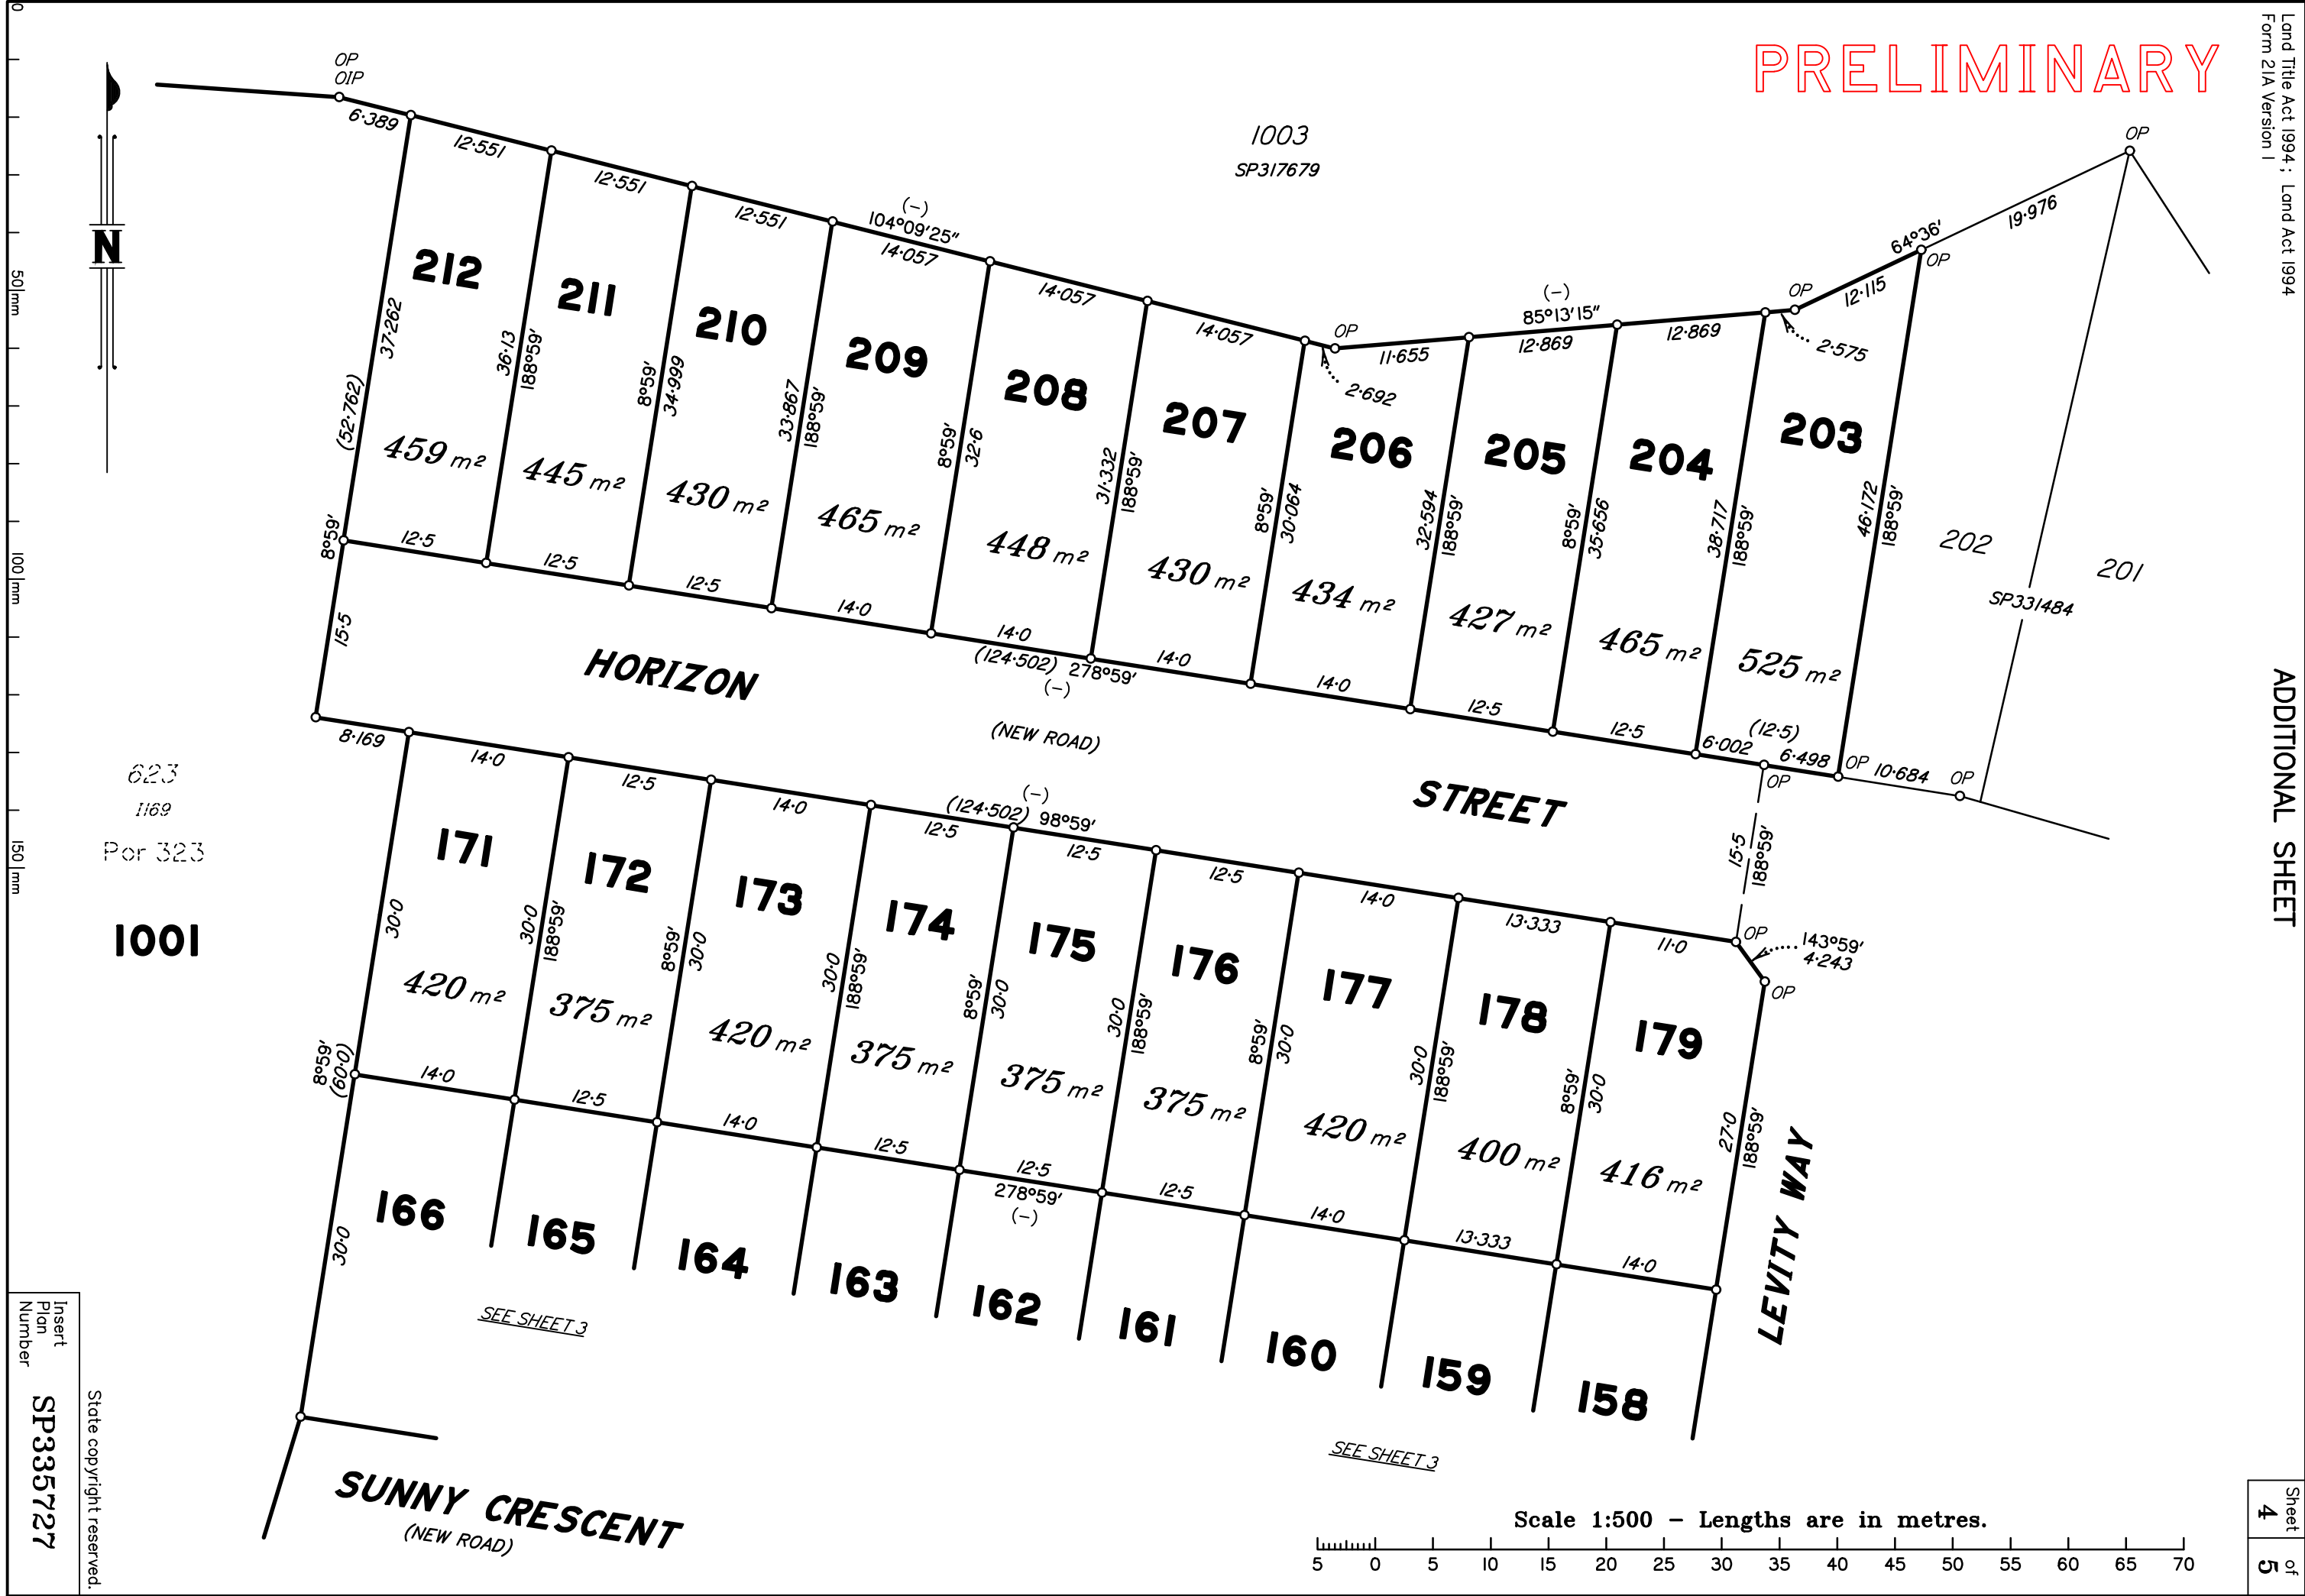 PRELIMINARY
Land Title Act 1994 ; Land Act 1994
Form 21A Version 1
ADDITIONAL SHEET
0
50 mm
100 mm
150 mm
N
OP
OIP
6·389
12·551
12·551
12·551
(-)
104°09'25"
14·057
14·057
14·057
1003
SP317679
OP
2·692
11·655
(-)
85°13'15"
12·869
12·869
OP
2·575
64°36'
12·115
19·976
OP
OP
212
211
210
209
208
207
206
205
204
203
202
201
SP331484
37·262
(52·762)
8°59'
36·13
188°59'
8°59'
34·999
33·867
188°59'
8°59'
32·6
31·332
188°59'
8°59'
30·064
32·594
188°59'
8°59'
35·656
38·717
188°59'
46·172
188°59'
459 m²
445 m²
430 m²
465 m²
448 m²
430 m²
434 m²
427 m²
465 m²
525 m²
12·5
12·5
12·5
14·0
14·0
14·0
14·0
12·5
12·5
(12·5)
6·002
6·498
OP
OP
10·684
OP
(124·502) 278°59'
(-)
15·5
HORIZON
STREET
(NEW ROAD)
15·5
188°59'
8·169
14·0
12·5
14·0
12·5
(-)
(124·502) 98°59'
12·5
12·5
14·0
13·333
11·0
OP
143°59'
4·243
OP
623
1169
Por 323
1001
171
172
173
174
175
176
177
178
179
30·0
30·0
188°59'
8°59'
30·0
30·0
188°59'
8°59'
30·0
30·0
188°59'
8°59'
30·0
30·0
188°59'
8°59'
30·0
27·0
188°59'
420 m²
375 m²
420 m²
375 m²
375 m²
375 m²
420 m²
400 m²
416 m²
8°59'
(60·0)
14·0
12·5
14·0
12·5
12·5
278°59'
(-)
12·5
14·0
13·333
14·0
LEVITY WAY
30·0
166
165
164
163
162
161
160
159
158
SEE SHEET 3
SEE SHEET 3
SUNNY CRESCENT
(NEW ROAD)
Scale 1:500 - Lengths are in metres.
5 0 5 10 15 20 25 30 35 40 45 50 55 60 65 70
State copyright reserved.
Insert
Plan
Number
SP335727
Sheet
4
of
5